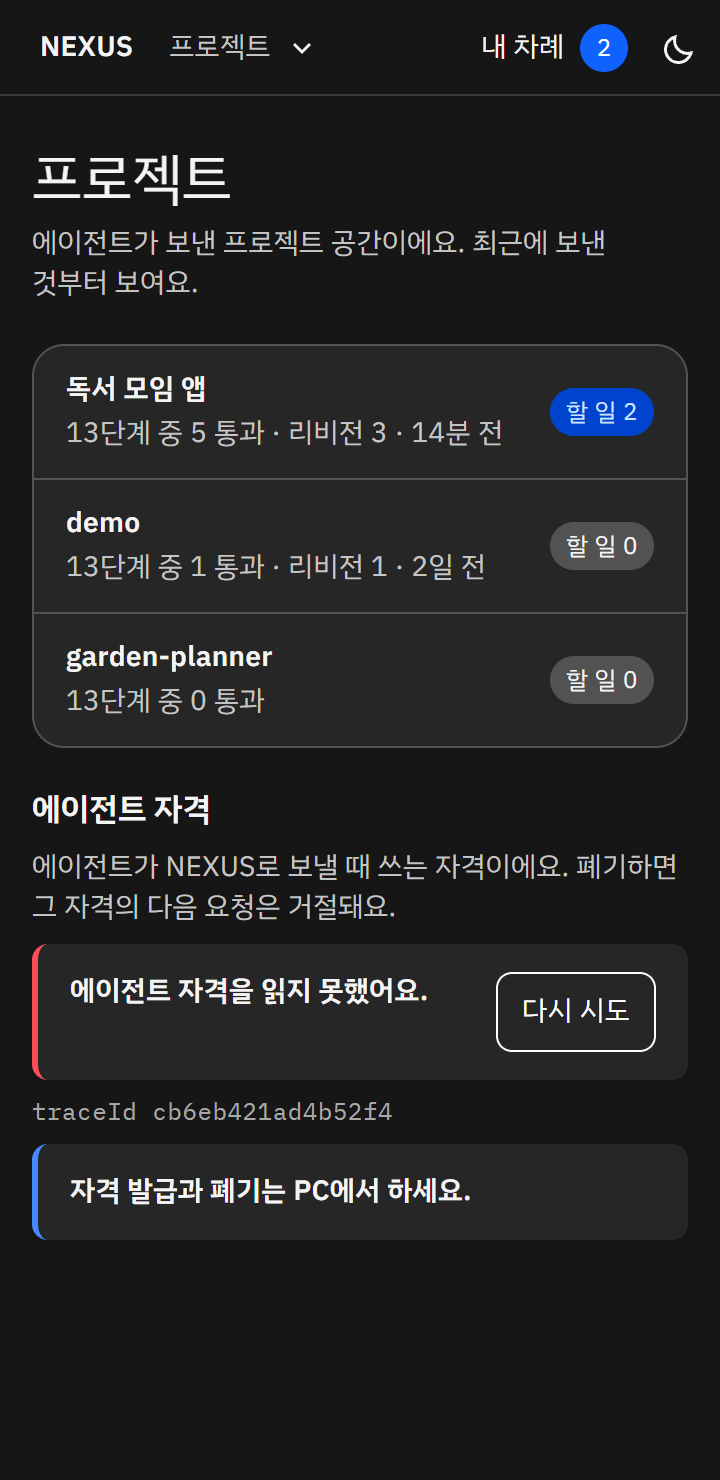 NEXUS 프로젝트 내 차례 2
프로젝트
에이전트가 보낸 프로젝트 공간이에요. 최근에 보낸
것부터 보여요.
독서 모임 앱
13단계 중 5 통과 · 리비전 3 · 14분 전
할 일 2
demo
13단계 중 1 통과 · 리비전 1 · 2일 전
할 일 0
garden-planner
13단계 중 0 통과
할 일 0
에이전트 자격
에이전트가 NEXUS로 보낼 때 쓰는 자격이에요. 폐기하면
그 자격의 다음 요청은 거절돼요.
에이전트 자격을 읽지 못했어요.
다시 시도
traceId cb6eb421ad4b52f4
자격 발급과 폐기는 PC에서 하세요.